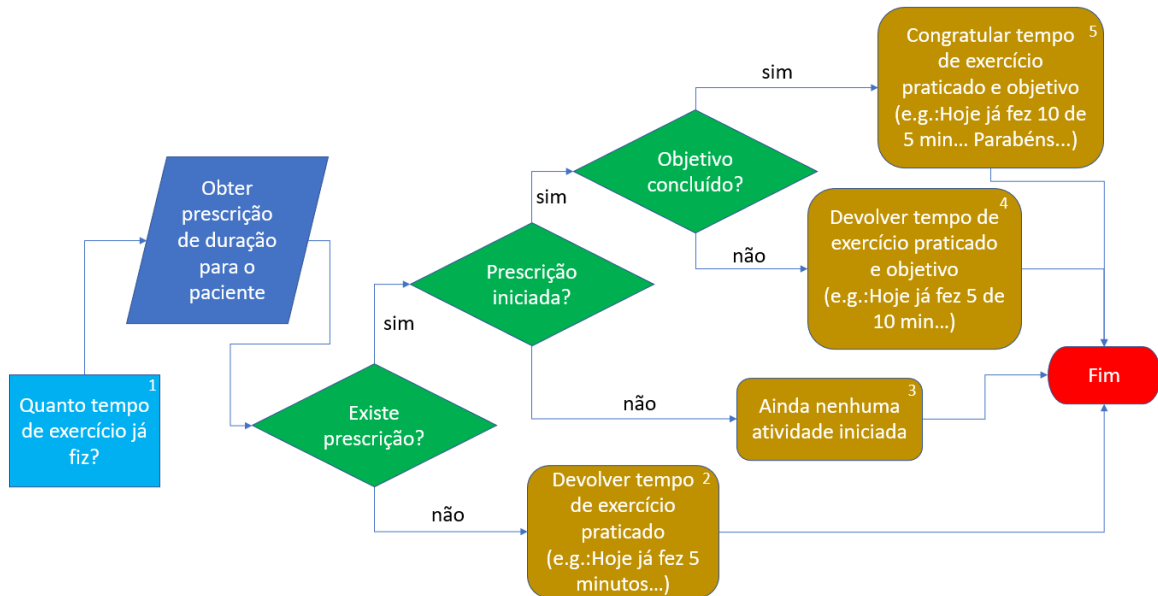 1
Quanto tempo
de exercício já
fiz?
Obter
prescrição
de duração
para o
paciente
Existe
prescrição?
sim
não
Devolver tempo 2
de exercício
praticado
(e.g.:Hoje já fez 5
minutos...)
Prescrição
iniciada?
sim
não
3
Ainda nenhuma
atividade iniciada
Objetivo
concluído?
sim
não
Devolver tempo de 4
exercício praticado
e objetivo
(e.g.:Hoje já fez 5 de
10 min...)
Congratular tempo 5
de exercício
praticado e objetivo
(e.g.:Hoje já fez 10 de
5 min... Parabéns...)
Fim